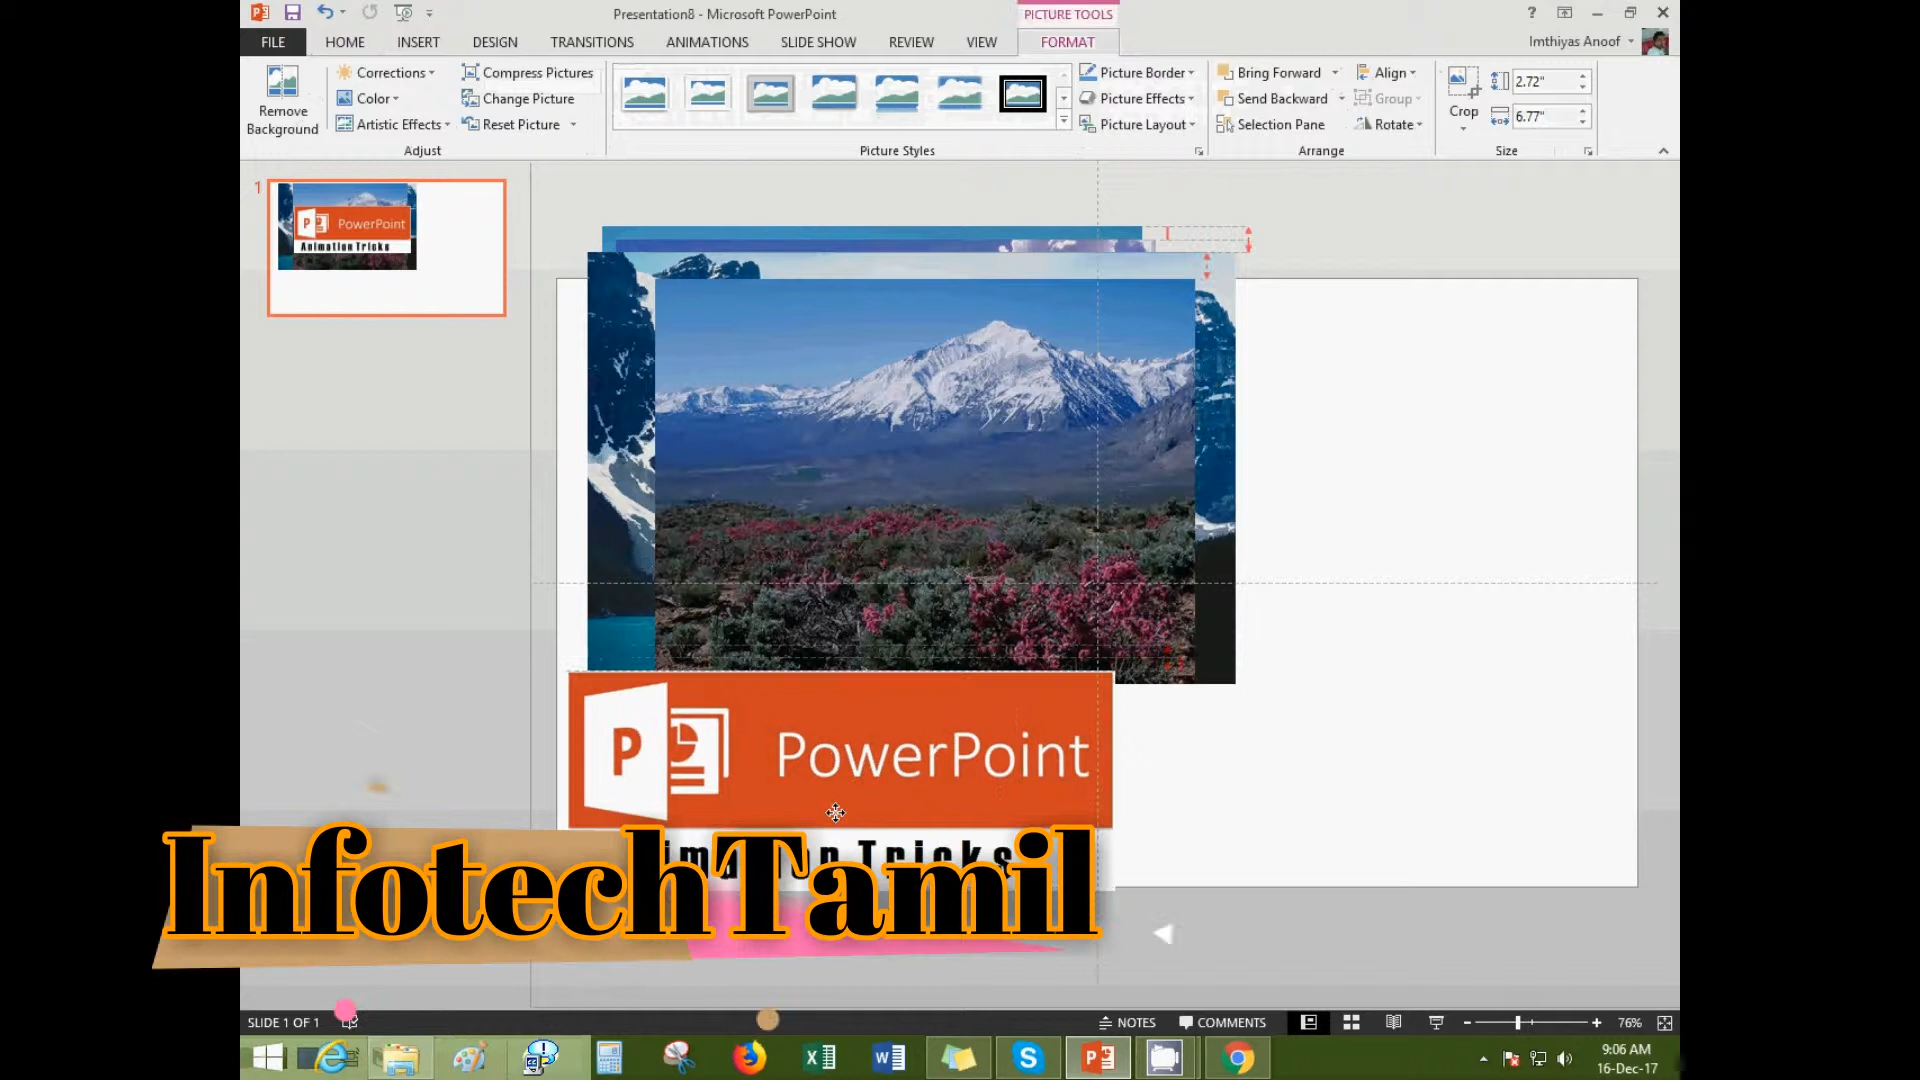 Presentation8 - Microsoft PowerPoint
PICTURE TOOLS
?
FILE HOME INSERT DESIGN TRANSITIONS ANIMATIONS SLIDE SHOW REVIEW VIEW FORMAT
Imthiyas Anoof
Remove Background
Corrections
Color
Artistic Effects
Compress Pictures
Change Picture
Reset Picture
Adjust
Picture Styles
Picture Border
Picture Effects
Picture Layout
Bring Forward
Send Backward
Selection Pane
Align
Group
Rotate
Arrange
Crop
2.72"
6.77"
Size
1
P PowerPoint
Animation Tricks
P PowerPoint
Tricks
InfotechTamil
SLIDE 1 OF 1
NOTES
COMMENTS
76%
9:06 AM
16-Dec-17